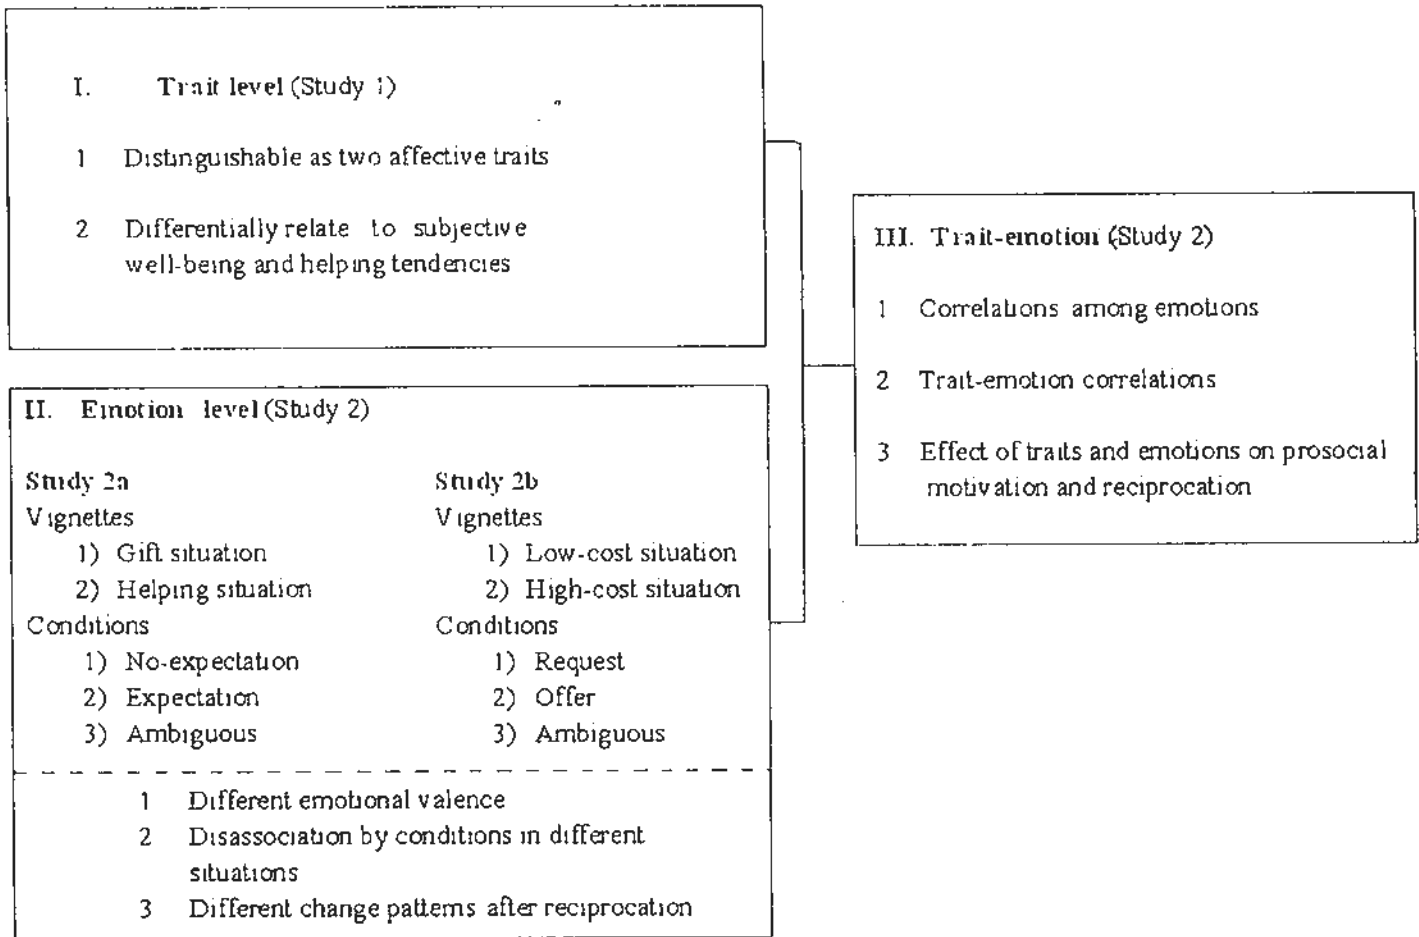 I. Trait level (Study 1)
1 Distinguishable as two affective traits
2 Differentially relate to subjective
well-being and helping tendencies
II. Emotion level (Study 2)
Study 2a Study 2b
Vignettes Vignettes
1) Gift situation 1) Low-cost situation
2) Helping situation 2) High-cost situation
Conditions Conditions
1) No-expectation 1) Request
2) Expectation 2) Offer
3) Ambiguous 3) Ambiguous
1 Different emotional valence
2 Disassociation by conditions in different
situations
3 Different change patterns after reciprocation
III. Trait-emotion (Study 2)
1 Correlations among emotions
2 Trait-emotion correlations
3 Effect of traits and emotions on prosocial
motivation and reciprocation